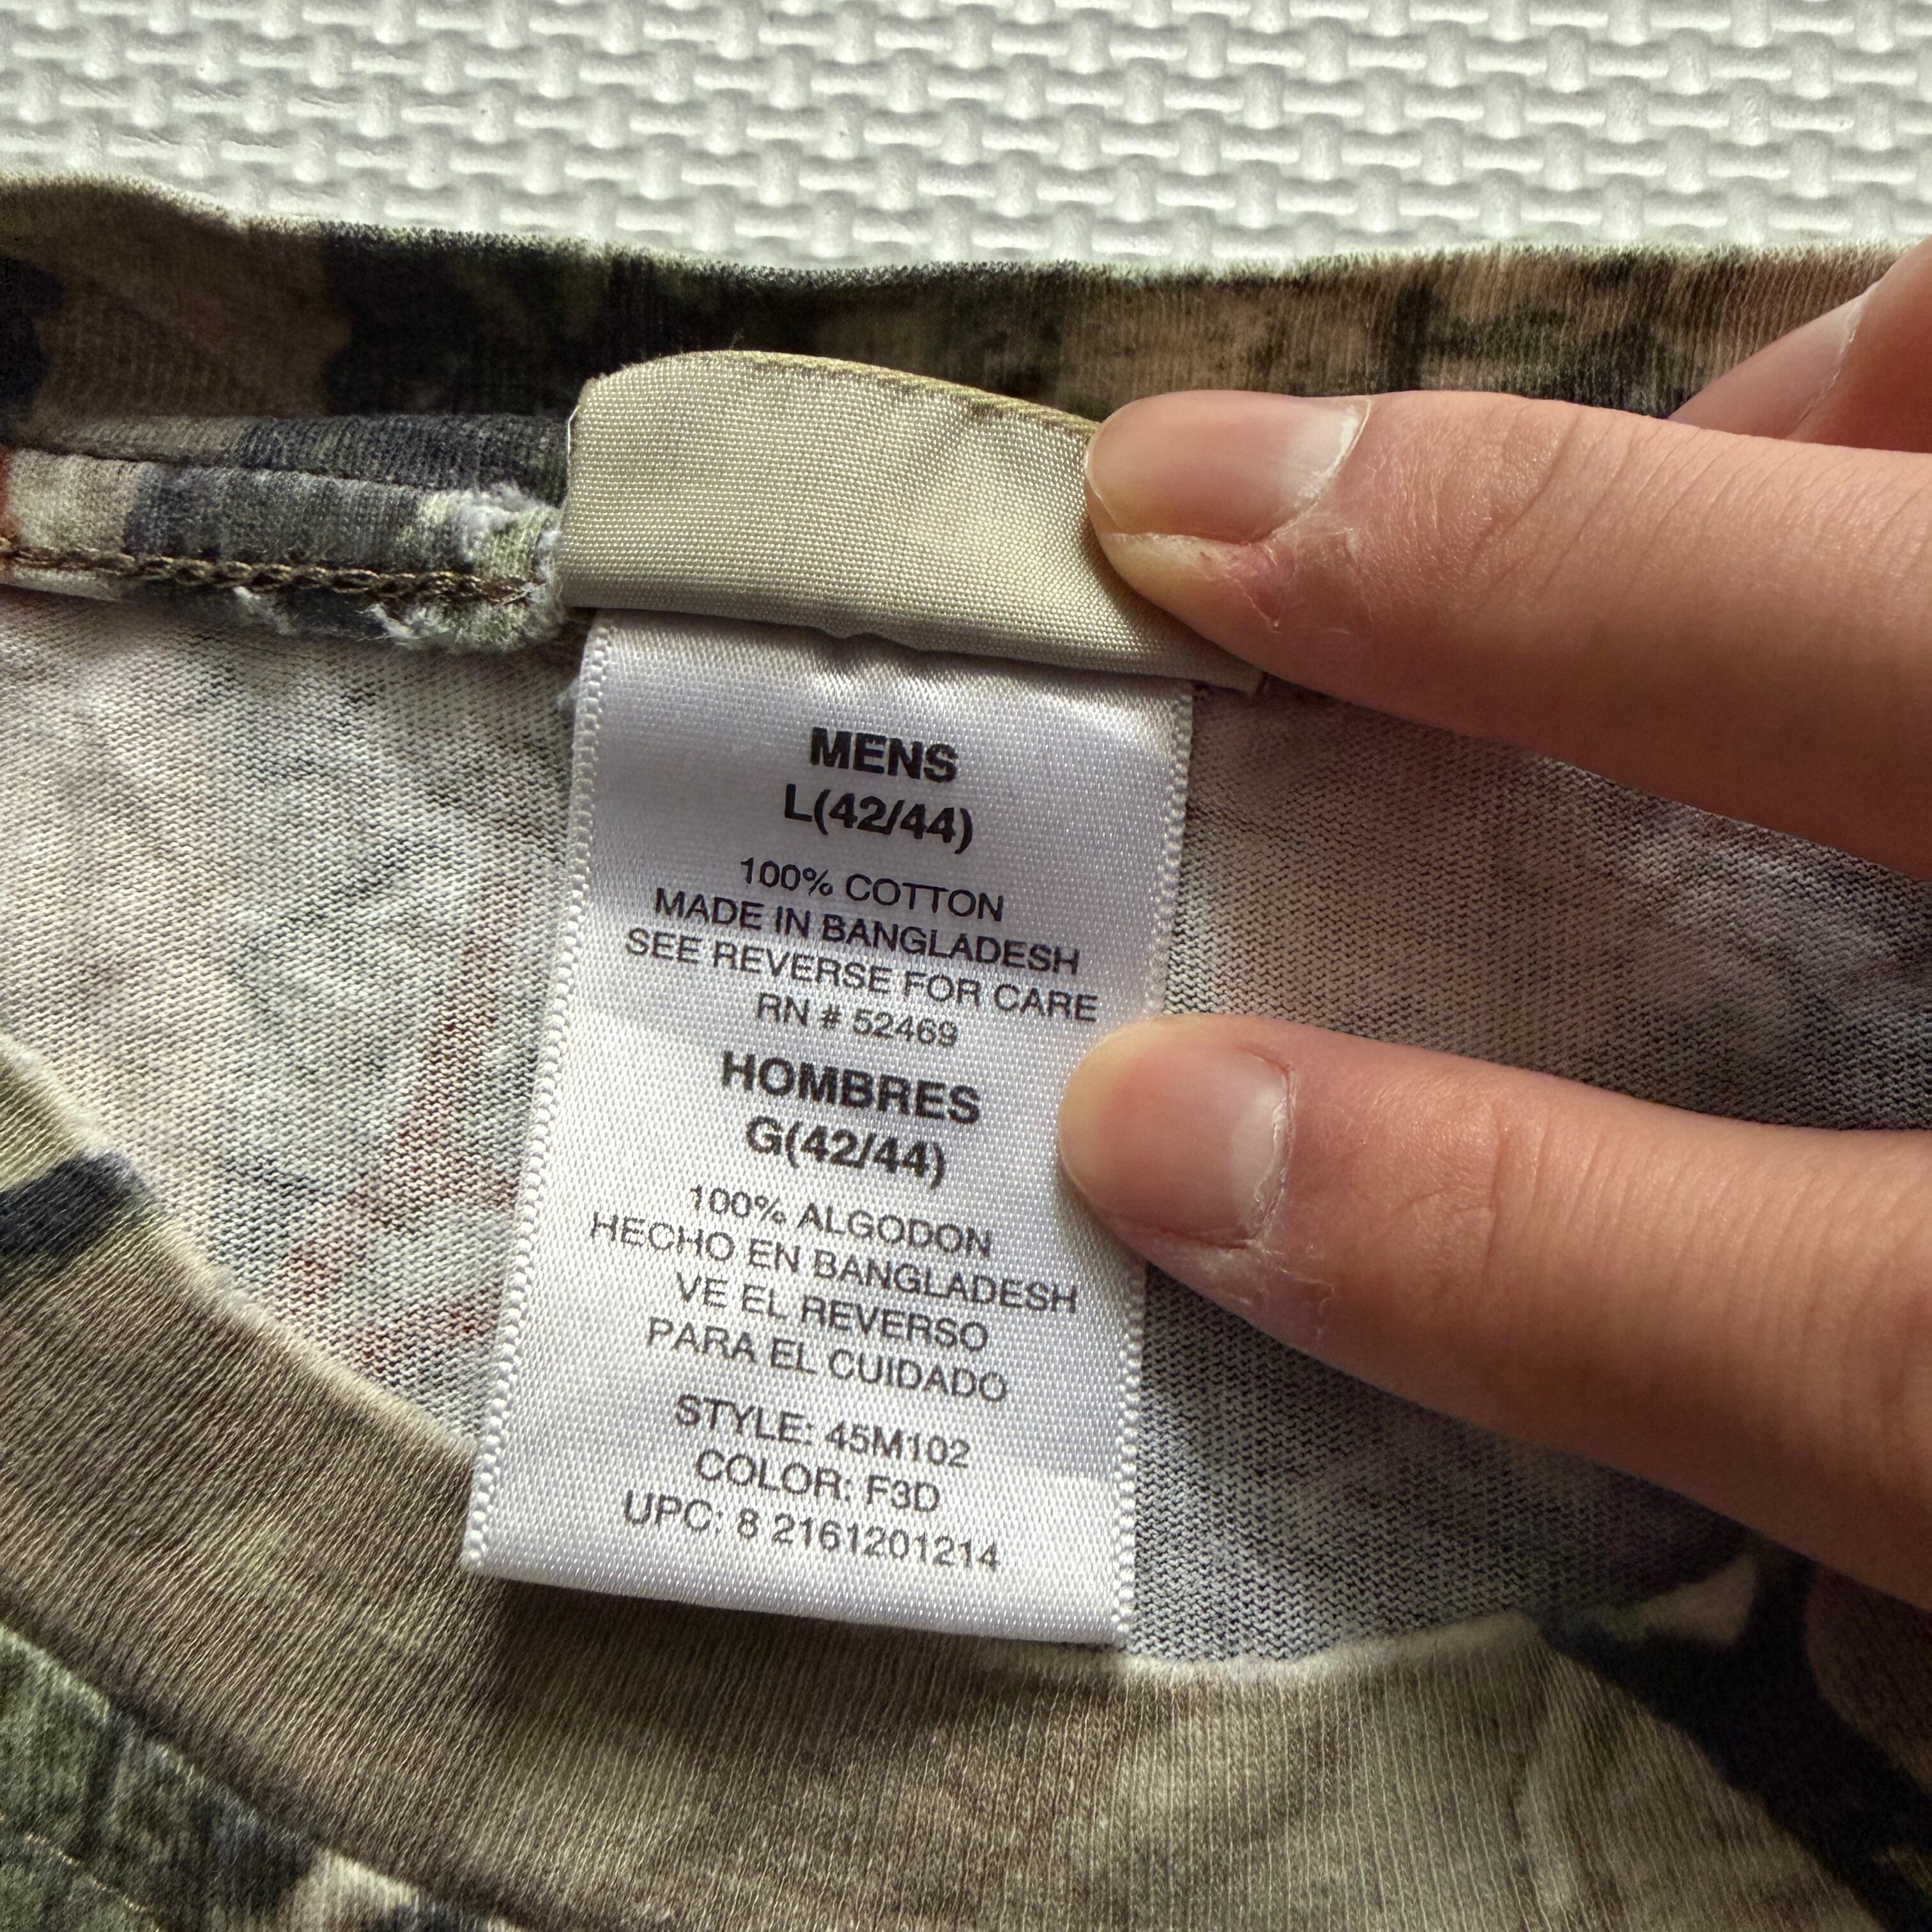 MENS
L(42/44)
100% COTTON
MADE IN BANGLADESH
SEE REVERSE FOR CARE
RN # 52469
HOMBRES
G(42/44)
100% ALGODON
HECHO EN BANGLADESH
VE EL REVERSO
PARA EL CUIDADO
STYLE: 45M102
COLOR: F3D
UPC: 8 2161201214